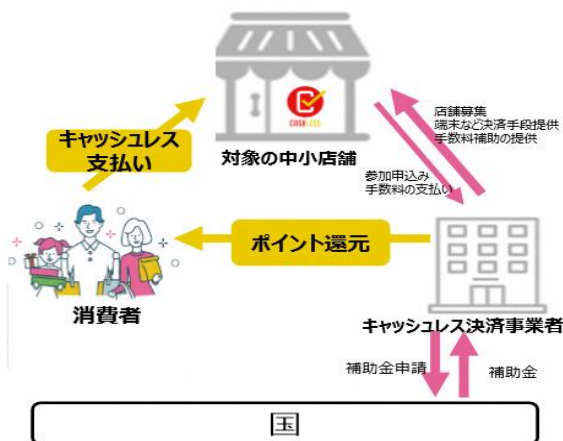 CASHLESS
店舗募集
端末など決済手段提供
手数料補助の提供
キャッシュレス
支払い
対象の中小店舗
参加申込み
手数料の支払い
ポイント還元
消費者
キャッシュレス決済事業者
補助金申請
補助金
国